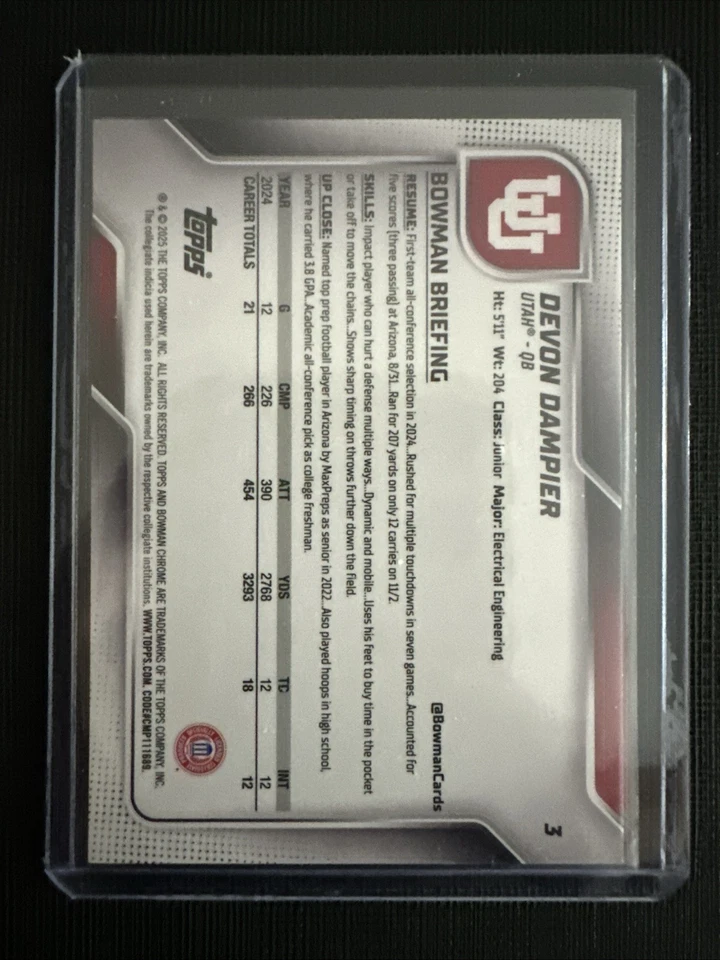 3
DEVON DAMPIER
UTAH® - QB
Ht: 5'11" Wt: 204 Class: Junior Major: Electrical Engineering
BOWMAN BRIEFING
@BowmanCards
RESUME: First-team all-conference selection in 2024...Rushed for multiple touchdowns in seven games...Accounted for
five scores (three passing) at Arizona, 8/31...Ran for 207 yards on only 12 carries on 11/2.
SKILLS: Impact player who can hurt a defense multiple ways...Dynamic and mobile...Uses his feet to buy time in the pocket
or take off to move the chains...Shows sharp timing on throws further down the field.
UP CLOSE: Named top prep football player in Arizona by MaxPreps as senior in 2022...Also played hoops in high school,
where he carried 3.8 GPA...Academic all-conference pick as college freshman.
YEAR G CMP ATT YDS TC INT
2024 12 226 390 2768 12 12
CAREER TOTALS 21 266 454 3293 18 12
topps
® & © 2025 THE TOPPS COMPANY, INC. ALL RIGHTS RESERVED. TOPPS AND BOWMAN CHROME ARE TRADEMARKS OF THE TOPPS COMPANY, INC.
The collegiate indicia used herein are trademarks owned by the respective collegiate institutions. WWW.TOPPS.COM. CODE#CMP111689.